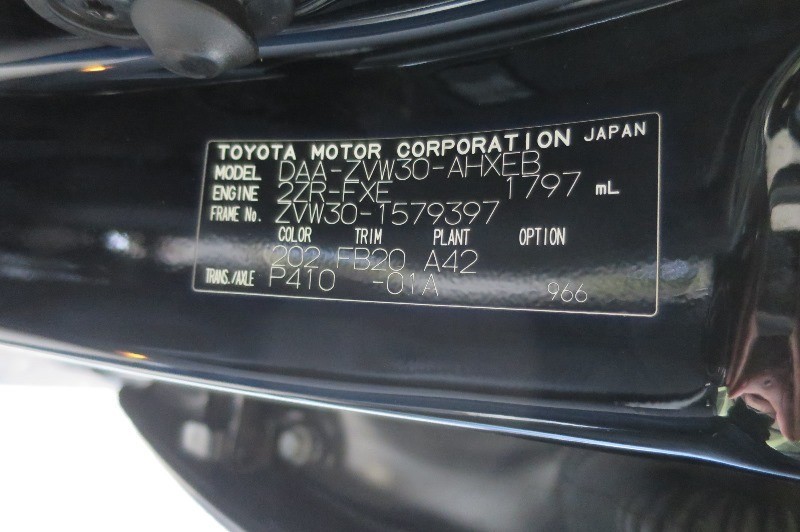 TOYOTA MOTOR CORPORATION JAPAN
MODEL DAA-ZVW30-AHXEB
ENGINE 2ZR-FXE 1797 mL
FRAME No. ZVW30-1579397
COLOR TRIM PLANT OPTION
202 FB20 A42
TRANS./AXLE P410 -01A 966